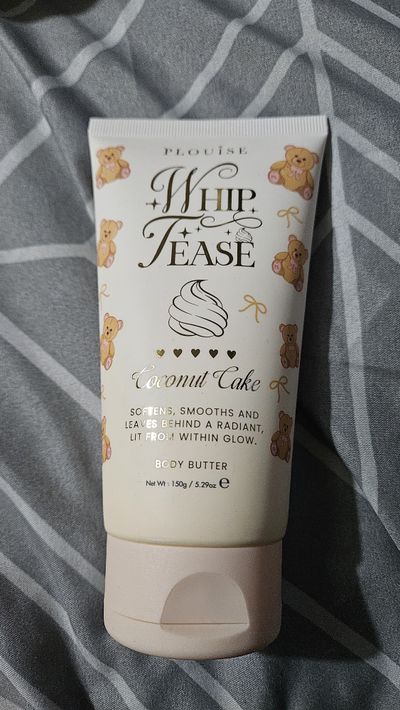 PLOUÎSE
WHIP
TEASE
Coconut Cake
SOFTENS, SMOOTHS AND
LEAVES BEHIND A RADIANT,
LIT FROM WITHIN GLOW.
BODY BUTTER
Net Wt : 150g / 5.29oz ℮